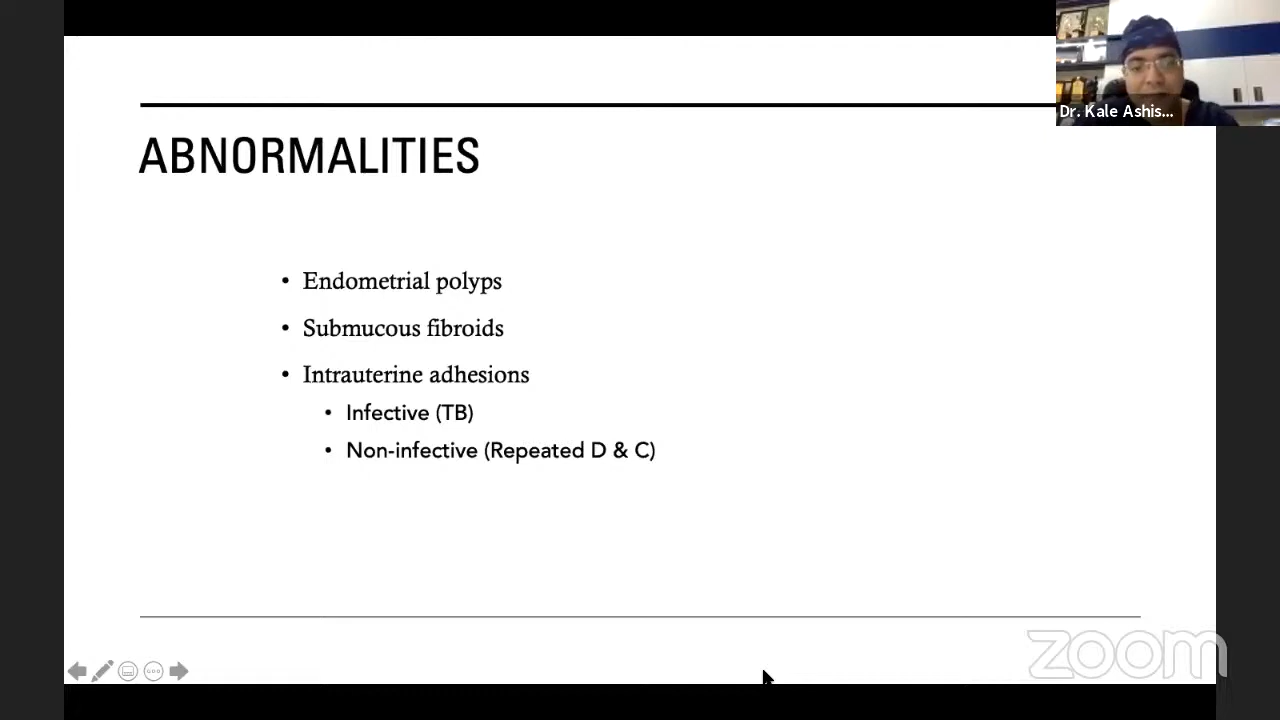 Dr. Kale Ashis...
ABNORMALITIES
• Endometrial polyps
• Submucous fibroids
• Intrauterine adhesions
• Infective (TB)
• Non-infective (Repeated D & C)
zoom